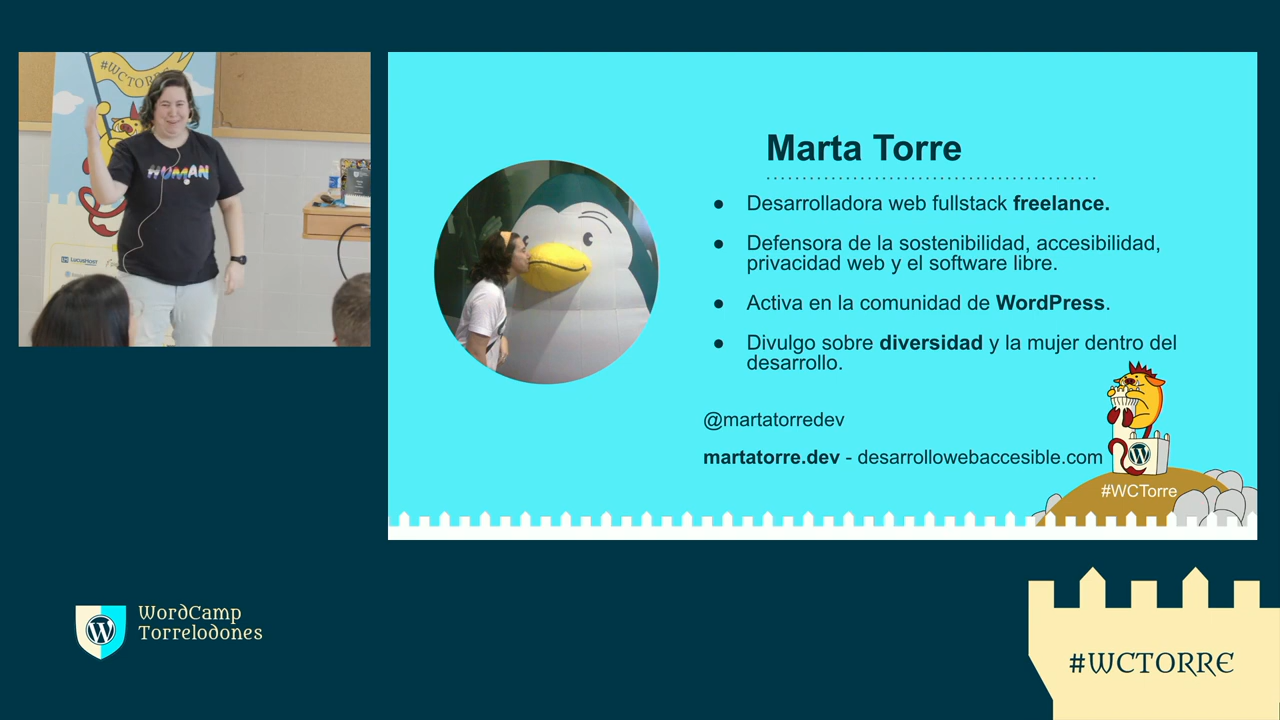 #WCTORRE
HUMAN
LucusHost
Marta Torre
● Desarrolladora web fullstack freelance.
● Defensora de la sostenibilidad, accesibilidad,
privacidad web y el software libre.
● Activa en la comunidad de WordPress.
● Divulgo sobre diversidad y la mujer dentro del
desarrollo.
@martatorredev
martatorre.dev - desarrollowebaccesible.com
#WCTorre
WordCamp
Torrelodones
#WCTORRE